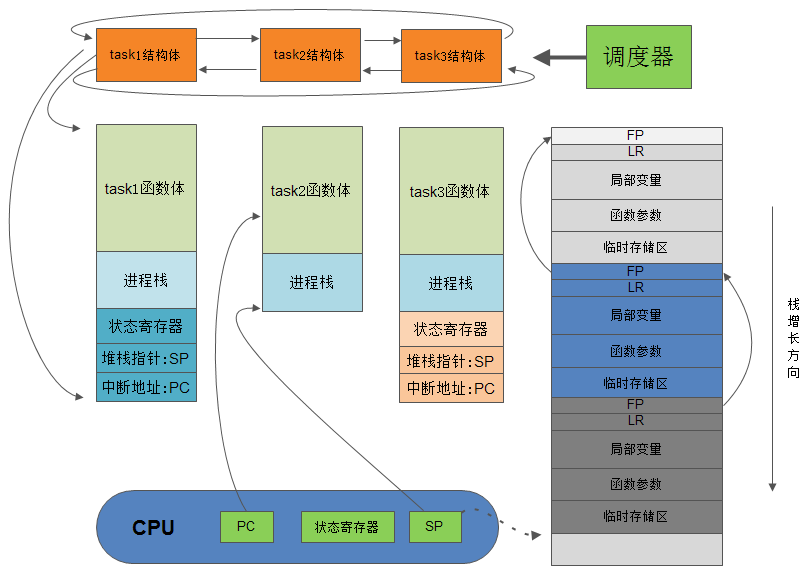 task1结构体
task2结构体
task3结构体
调度器
task1函数体
进程栈
状态寄存器
堆栈指针:SP
中断地址:PC
task2函数体
进程栈
task3函数体
进程栈
状态寄存器
堆栈指针:SP
中断地址:PC
FP
LR
局部变量
函数参数
临时存储区
FP
LR
局部变量
函数参数
临时存储区
FP
LR
局部变量
函数参数
临时存储区
栈增长方向
CPU
PC
状态寄存器
SP